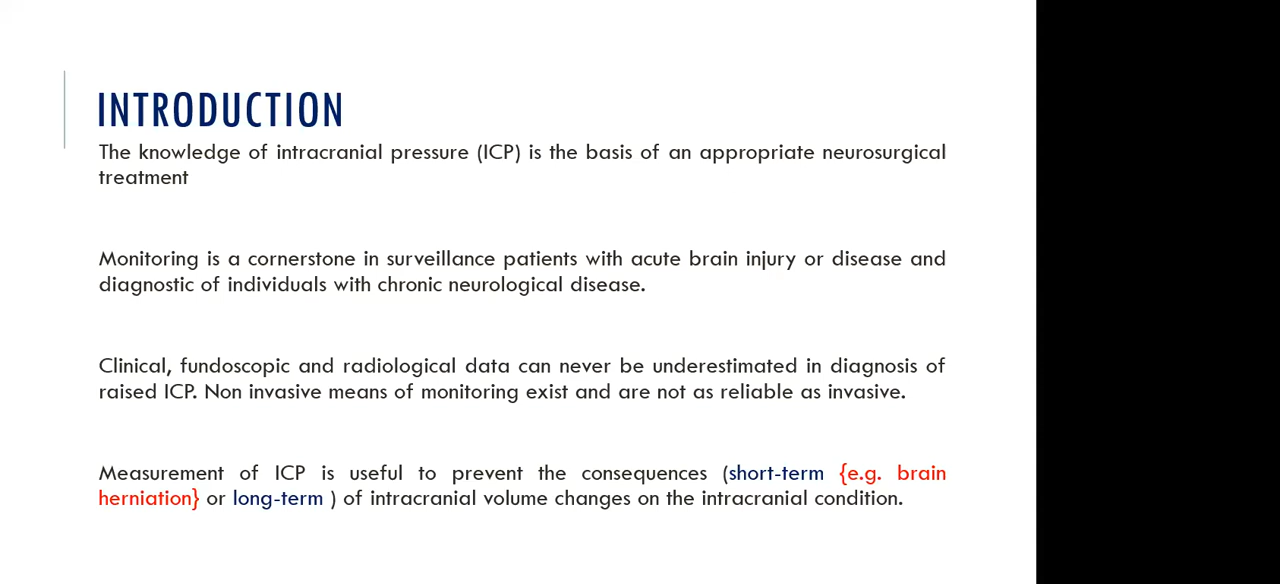 INTRODUCTION
The knowledge of intracranial pressure (ICP) is the basis of an appropriate neurosurgical
treatment
Monitoring is a cornerstone in surveillance patients with acute brain injury or disease and
diagnostic of individuals with chronic neurological disease.
Clinical, fundoscopic and radiological data can never be underestimated in diagnosis of
raised ICP. Non invasive means of monitoring exist and are not as reliable as invasive.
Measurement of ICP is useful to prevent the consequences (short-term {e.g. brain
herniation} or long-term ) of intracranial volume changes on the intracranial condition.